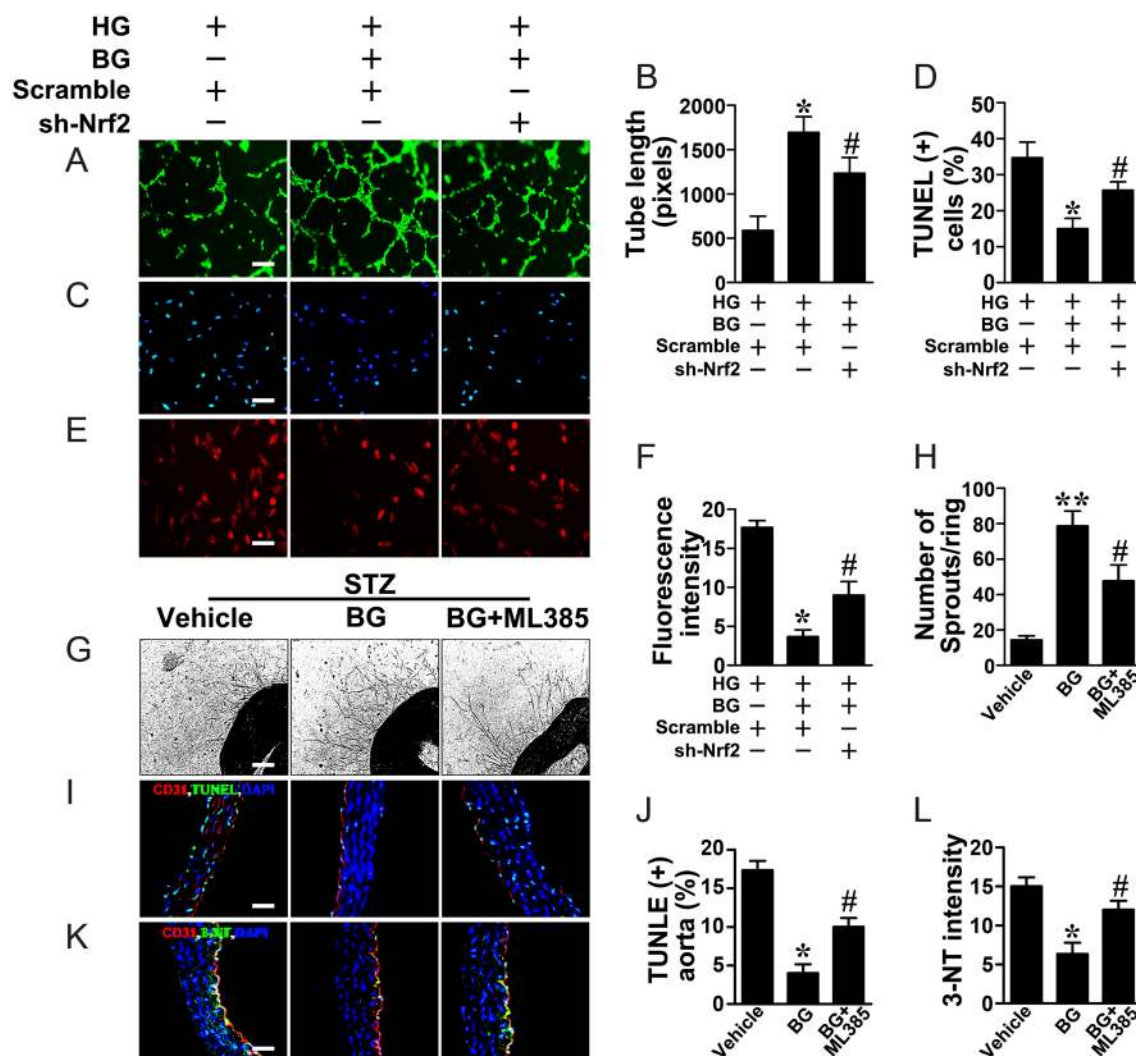 HG + + +
BG − + +
Scramble + + −
sh-Nrf2 − − +
A
C
E
STZ
Vehicle BG BG+ML385
G
I
CD31, TUNEL, DAPI
K
CD31, 3-NT, DAPI
B
Tube length
(pixels)
2000
1500
1000
500
0
*
#
HG + + +
BG − + +
Scramble + + −
sh-Nrf2 − − +
D
TUNEL (+)
cells (%)
50
40
30
20
10
0
*
#
HG + + +
BG − + +
Scramble + + −
sh-Nrf2 − − +
F
Fluorescence
intensity
20
15
10
5
0
*
#
HG + + +
BG − + +
Scramble + + −
sh-Nrf2 − − +
H
Number of
Sprouts/ring
100
80
60
40
20
0
**
#
Vehicle
BG
BG+
ML385
J
TUNLE (+)
aorta (%)
20
15
10
5
0
*
#
Vehicle
BG
BG+
ML385
L
3-NT intensity
20
15
10
5
0
*
#
Vehicle
BG
BG+
ML385